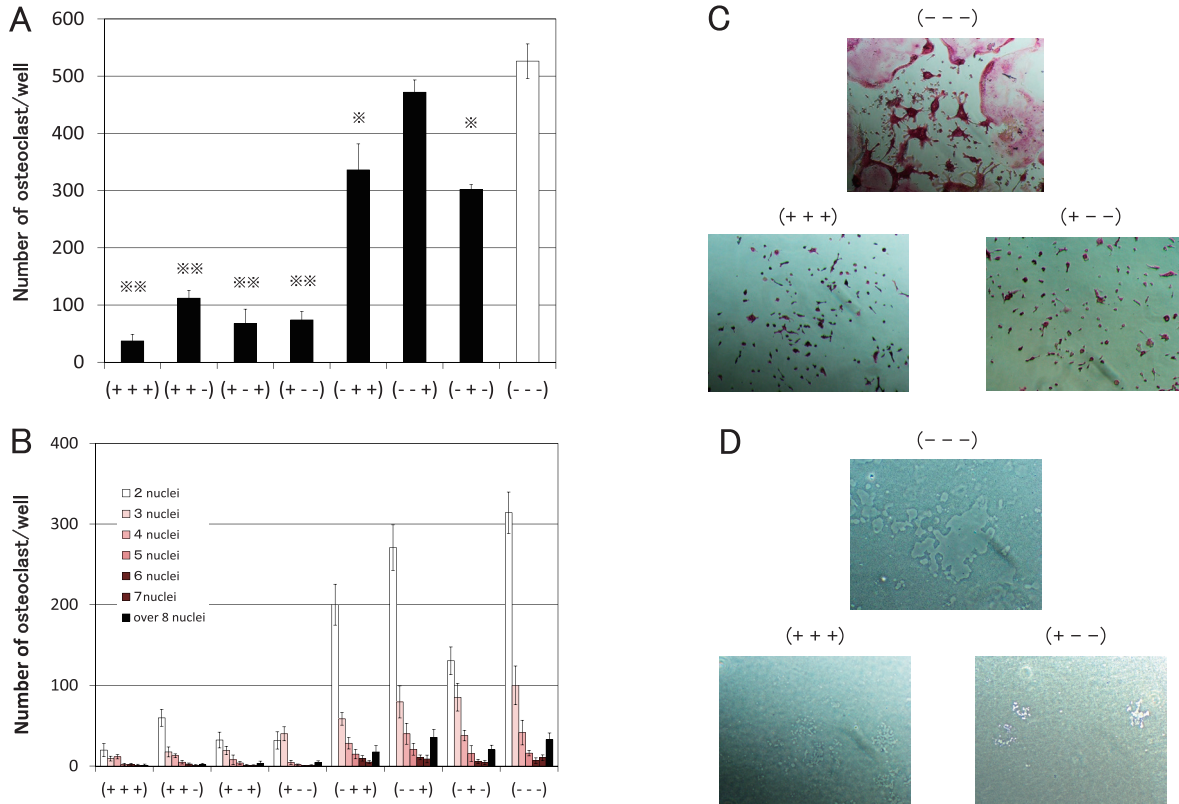 A
Number of osteoclast/well
600
500
400
300
200
100
0
※※
※※
※※
※※
※
※
(+ + +) (+ + -) (+ - +) (+ - -) (- + +) (- - +) (- + -) (- - -)
B
Number of osteoclast/well
400
300
200
100
0
2 nuclei
3 nuclei
4 nuclei
5 nuclei
6 nuclei
7nuclei
over 8 nuclei
(+ + +) (+ + -) (+ - +) (+ - -) (- + +) (- - +) (- + -) (- - -)
C
(- - -)
(+ + +) (+ - -)
D
(- - -)
(+ + +) (+ - -)